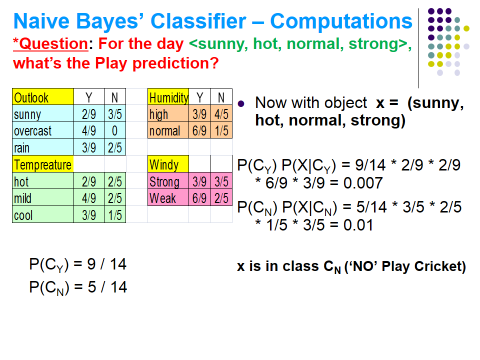 Naive Bayes' Classifier – Computations
*Question: For the day <sunny, hot, normal, strong>,
what's the Play prediction?
Outlook Y N
sunny 2/9 3/5
overcast 4/9 0
rain 3/9 2/5
Tempreature
hot 2/9 2/5
mild 4/9 2/5
cool 3/9 1/5
Humidity Y N
high 3/9 4/5
normal 6/9 1/5
Windy
Strong 3/9 3/5
Weak 6/9 2/5
• Now with object x = (sunny,
hot, normal, strong)
P(CY) P(X|CY) = 9/14 * 2/9 * 2/9
* 6/9 * 3/9 = 0.007
P(CN) P(X|CN) = 5/14 * 3/5 * 2/5
* 1/5 * 3/5 = 0.01
P(CY) = 9 / 14
P(CN) = 5 / 14
x is in class CN ('NO' Play Cricket)